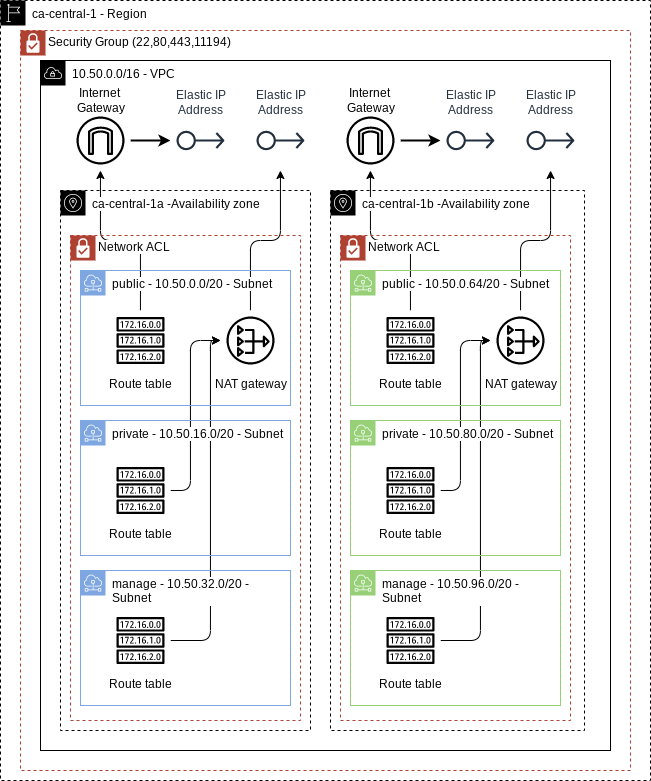 ca-central-1 - Region
Security Group (22,80,443,11194)
10.50.0.0/16 - VPC
Internet
Gateway
Elastic IP
Address
Elastic IP
Address
Internet
Gateway
Elastic IP
Address
Elastic IP
Address
ca-central-1a -Availability zone
Network ACL
public - 10.50.0.0/20 - Subnet
172.16.0.0
172.16.1.0
172.16.2.0
Route table
NAT gateway
private - 10.50.16.0/20 - Subnet
172.16.0.0
172.16.1.0
172.16.2.0
Route table
manage - 10.50.32.0/20 -
Subnet
172.16.0.0
172.16.1.0
172.16.2.0
Route table
ca-central-1b -Availability zone
Network ACL
public - 10.50.0.64/20 - Subnet
172.16.0.0
172.16.1.0
172.16.2.0
Route table
NAT gateway
private - 10.50.80.0/20 - Subnet
172.16.0.0
172.16.1.0
172.16.2.0
Route table
manage - 10.50.96.0/20 -
Subnet
172.16.0.0
172.16.1.0
172.16.2.0
Route table